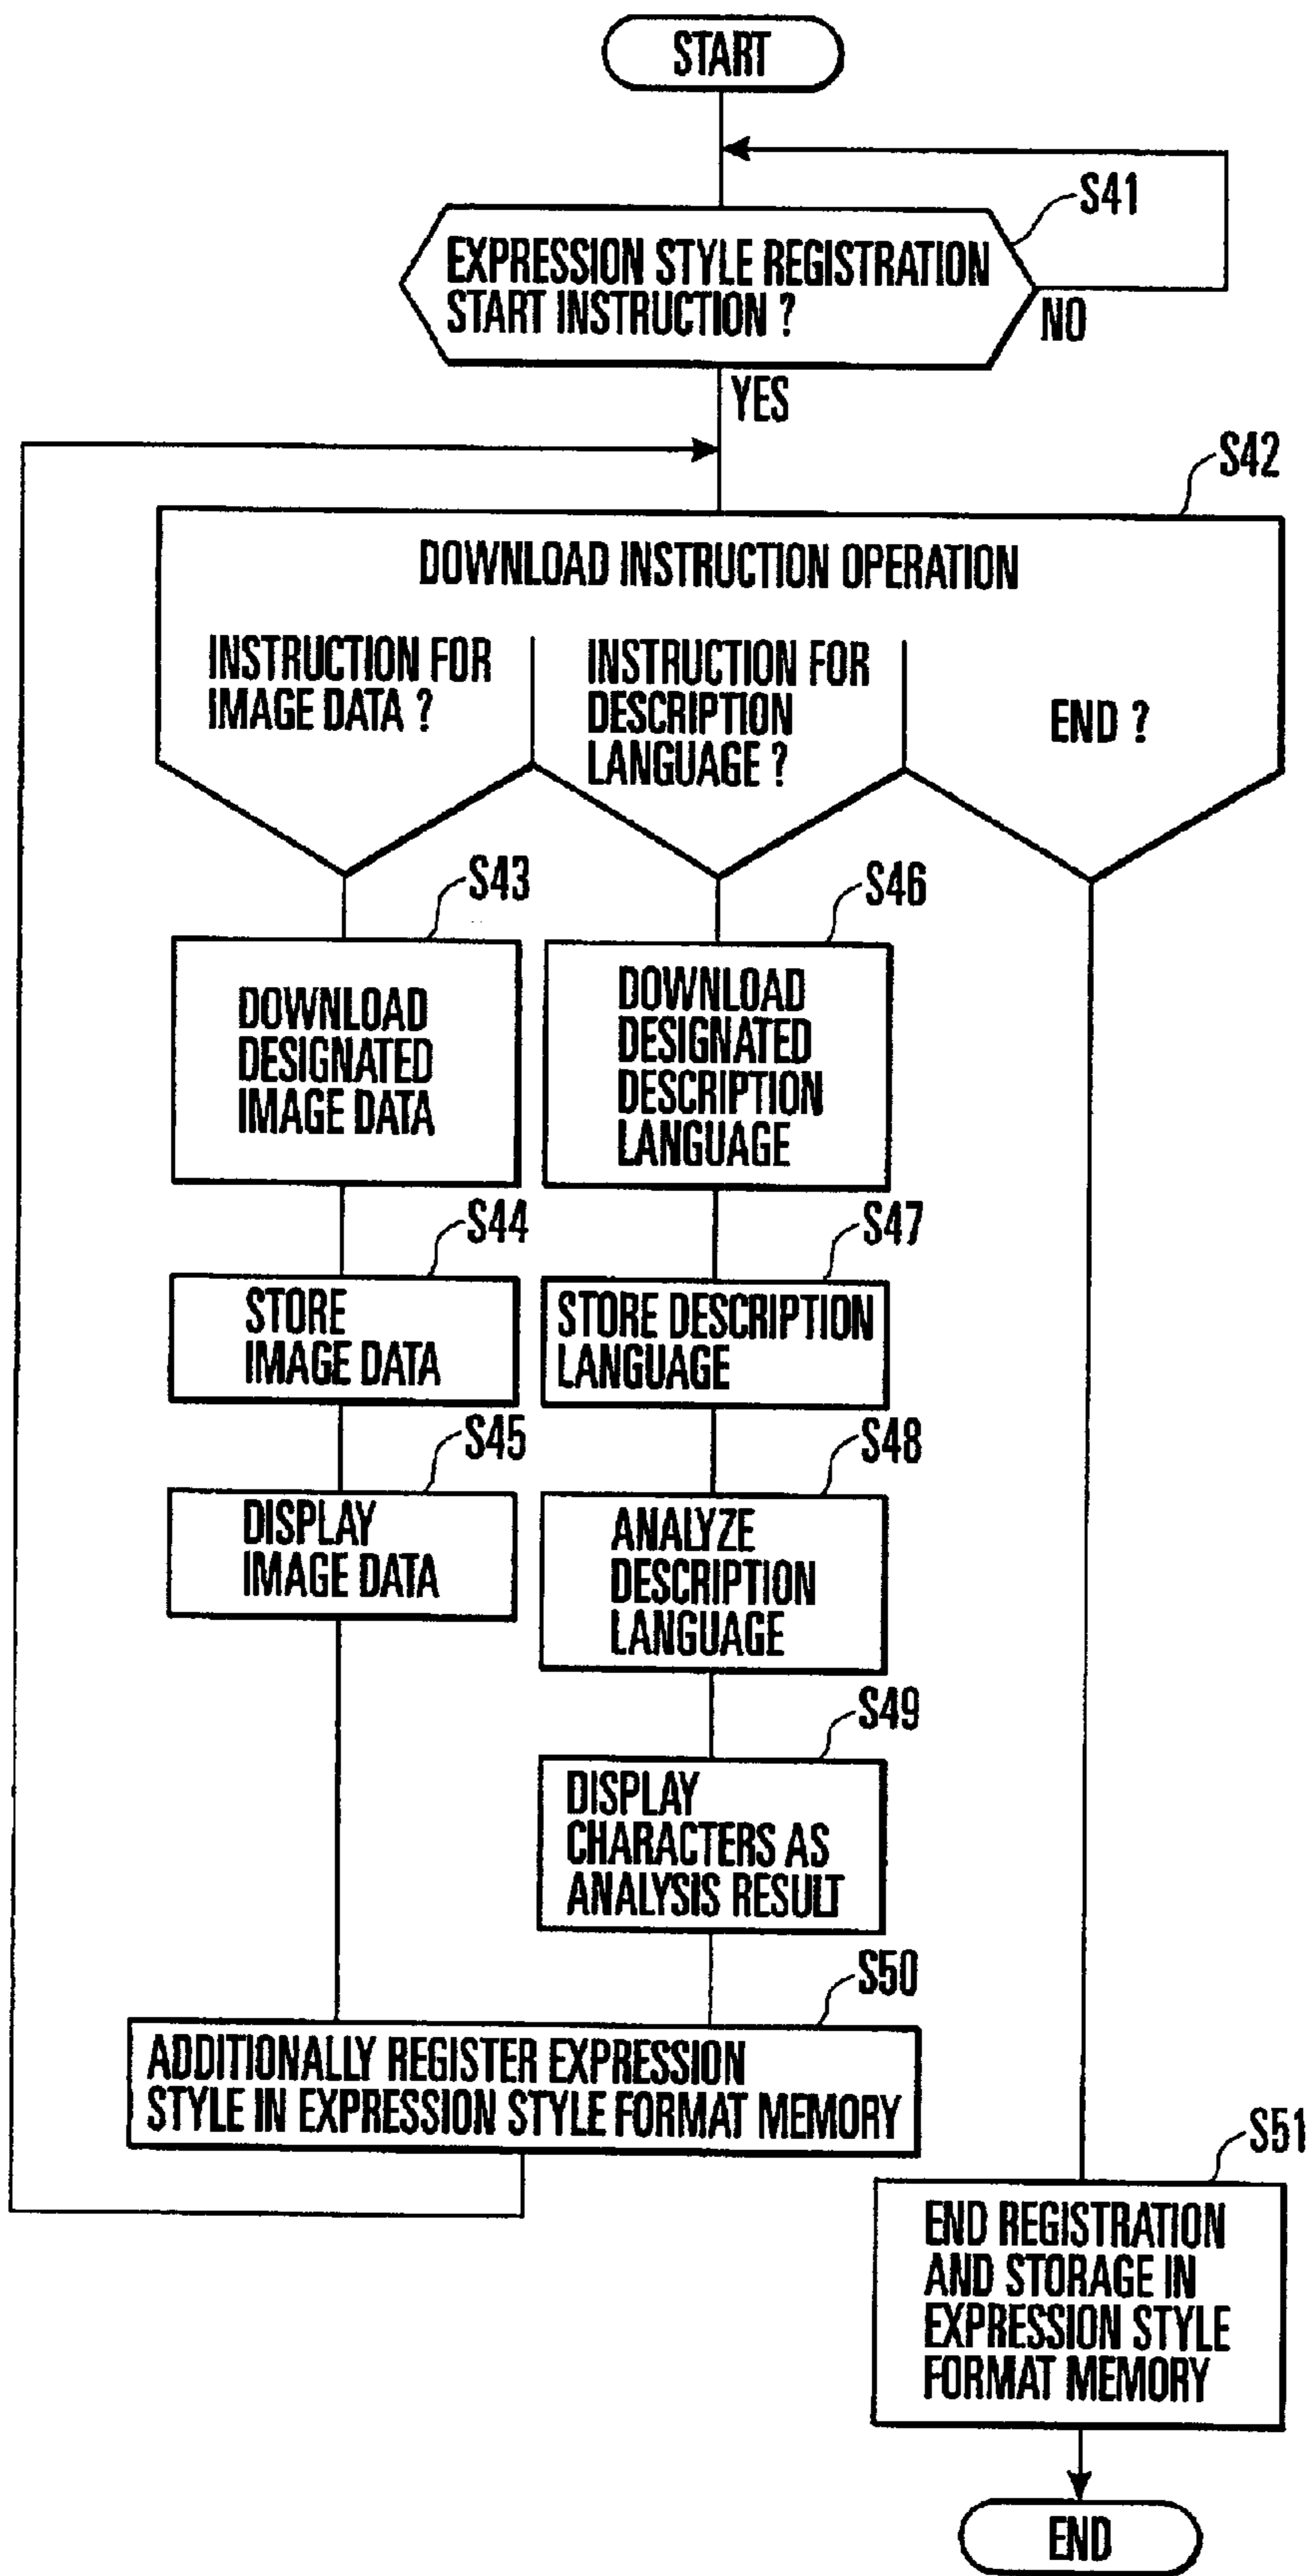 START
S41
EXPRESSION STYLE REGISTRATION
START INSTRUCTION ?
NO
YES
S42
DOWNLOAD INSTRUCTION OPERATION
INSTRUCTION FOR
IMAGE DATA ?
INSTRUCTION FOR
DESCRIPTION
LANGUAGE ?
END ?
S43
DOWNLOAD
DESIGNATED
IMAGE DATA
S44
STORE
IMAGE DATA
S45
DISPLAY
IMAGE DATA
S46
DOWNLOAD
DESIGNATED
DESCRIPTION
LANGUAGE
S47
STORE DESCRIPTION
LANGUAGE
S48
ANALYZE
DESCRIPTION
LANGUAGE
S49
DISPLAY
CHARACTERS AS
ANALYSIS RESULT
S50
ADDITIONALLY REGISTER EXPRESSION
STYLE IN EXPRESSION STYLE FORMAT MEMORY
S51
END REGISTRATION
AND STORAGE IN
EXPRESSION STYLE
FORMAT MEMORY
END